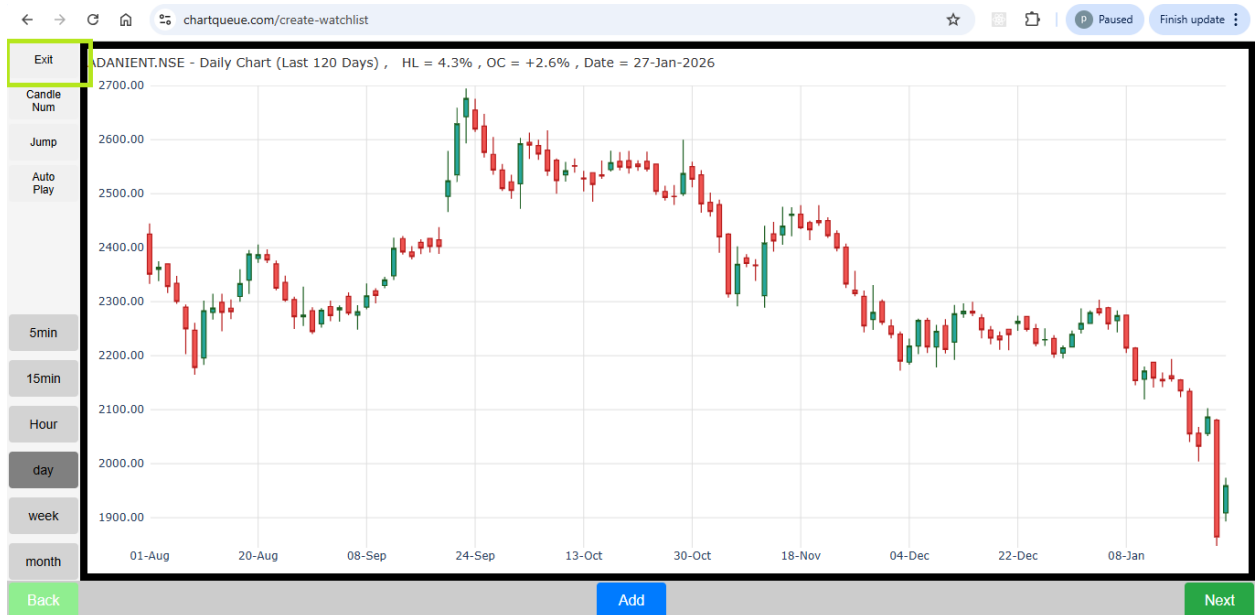 chartqueue.com/create-watchlist
P
Paused
Finish update
Exit
Candle
Num
Jump
Auto
Play
5min
15min
Hour
day
week
month
ADANIENT.NSE - Daily Chart (Last 120 Days) , HL = 4.3% , OC = +2.6% , Date = 27-Jan-2026
2700.00
2600.00
2500.00
2400.00
2300.00
2200.00
2100.00
2000.00
1900.00
01-Aug 20-Aug 08-Sep 24-Sep 13-Oct 30-Oct 18-Nov 04-Dec 22-Dec 08-Jan
Back Add Next